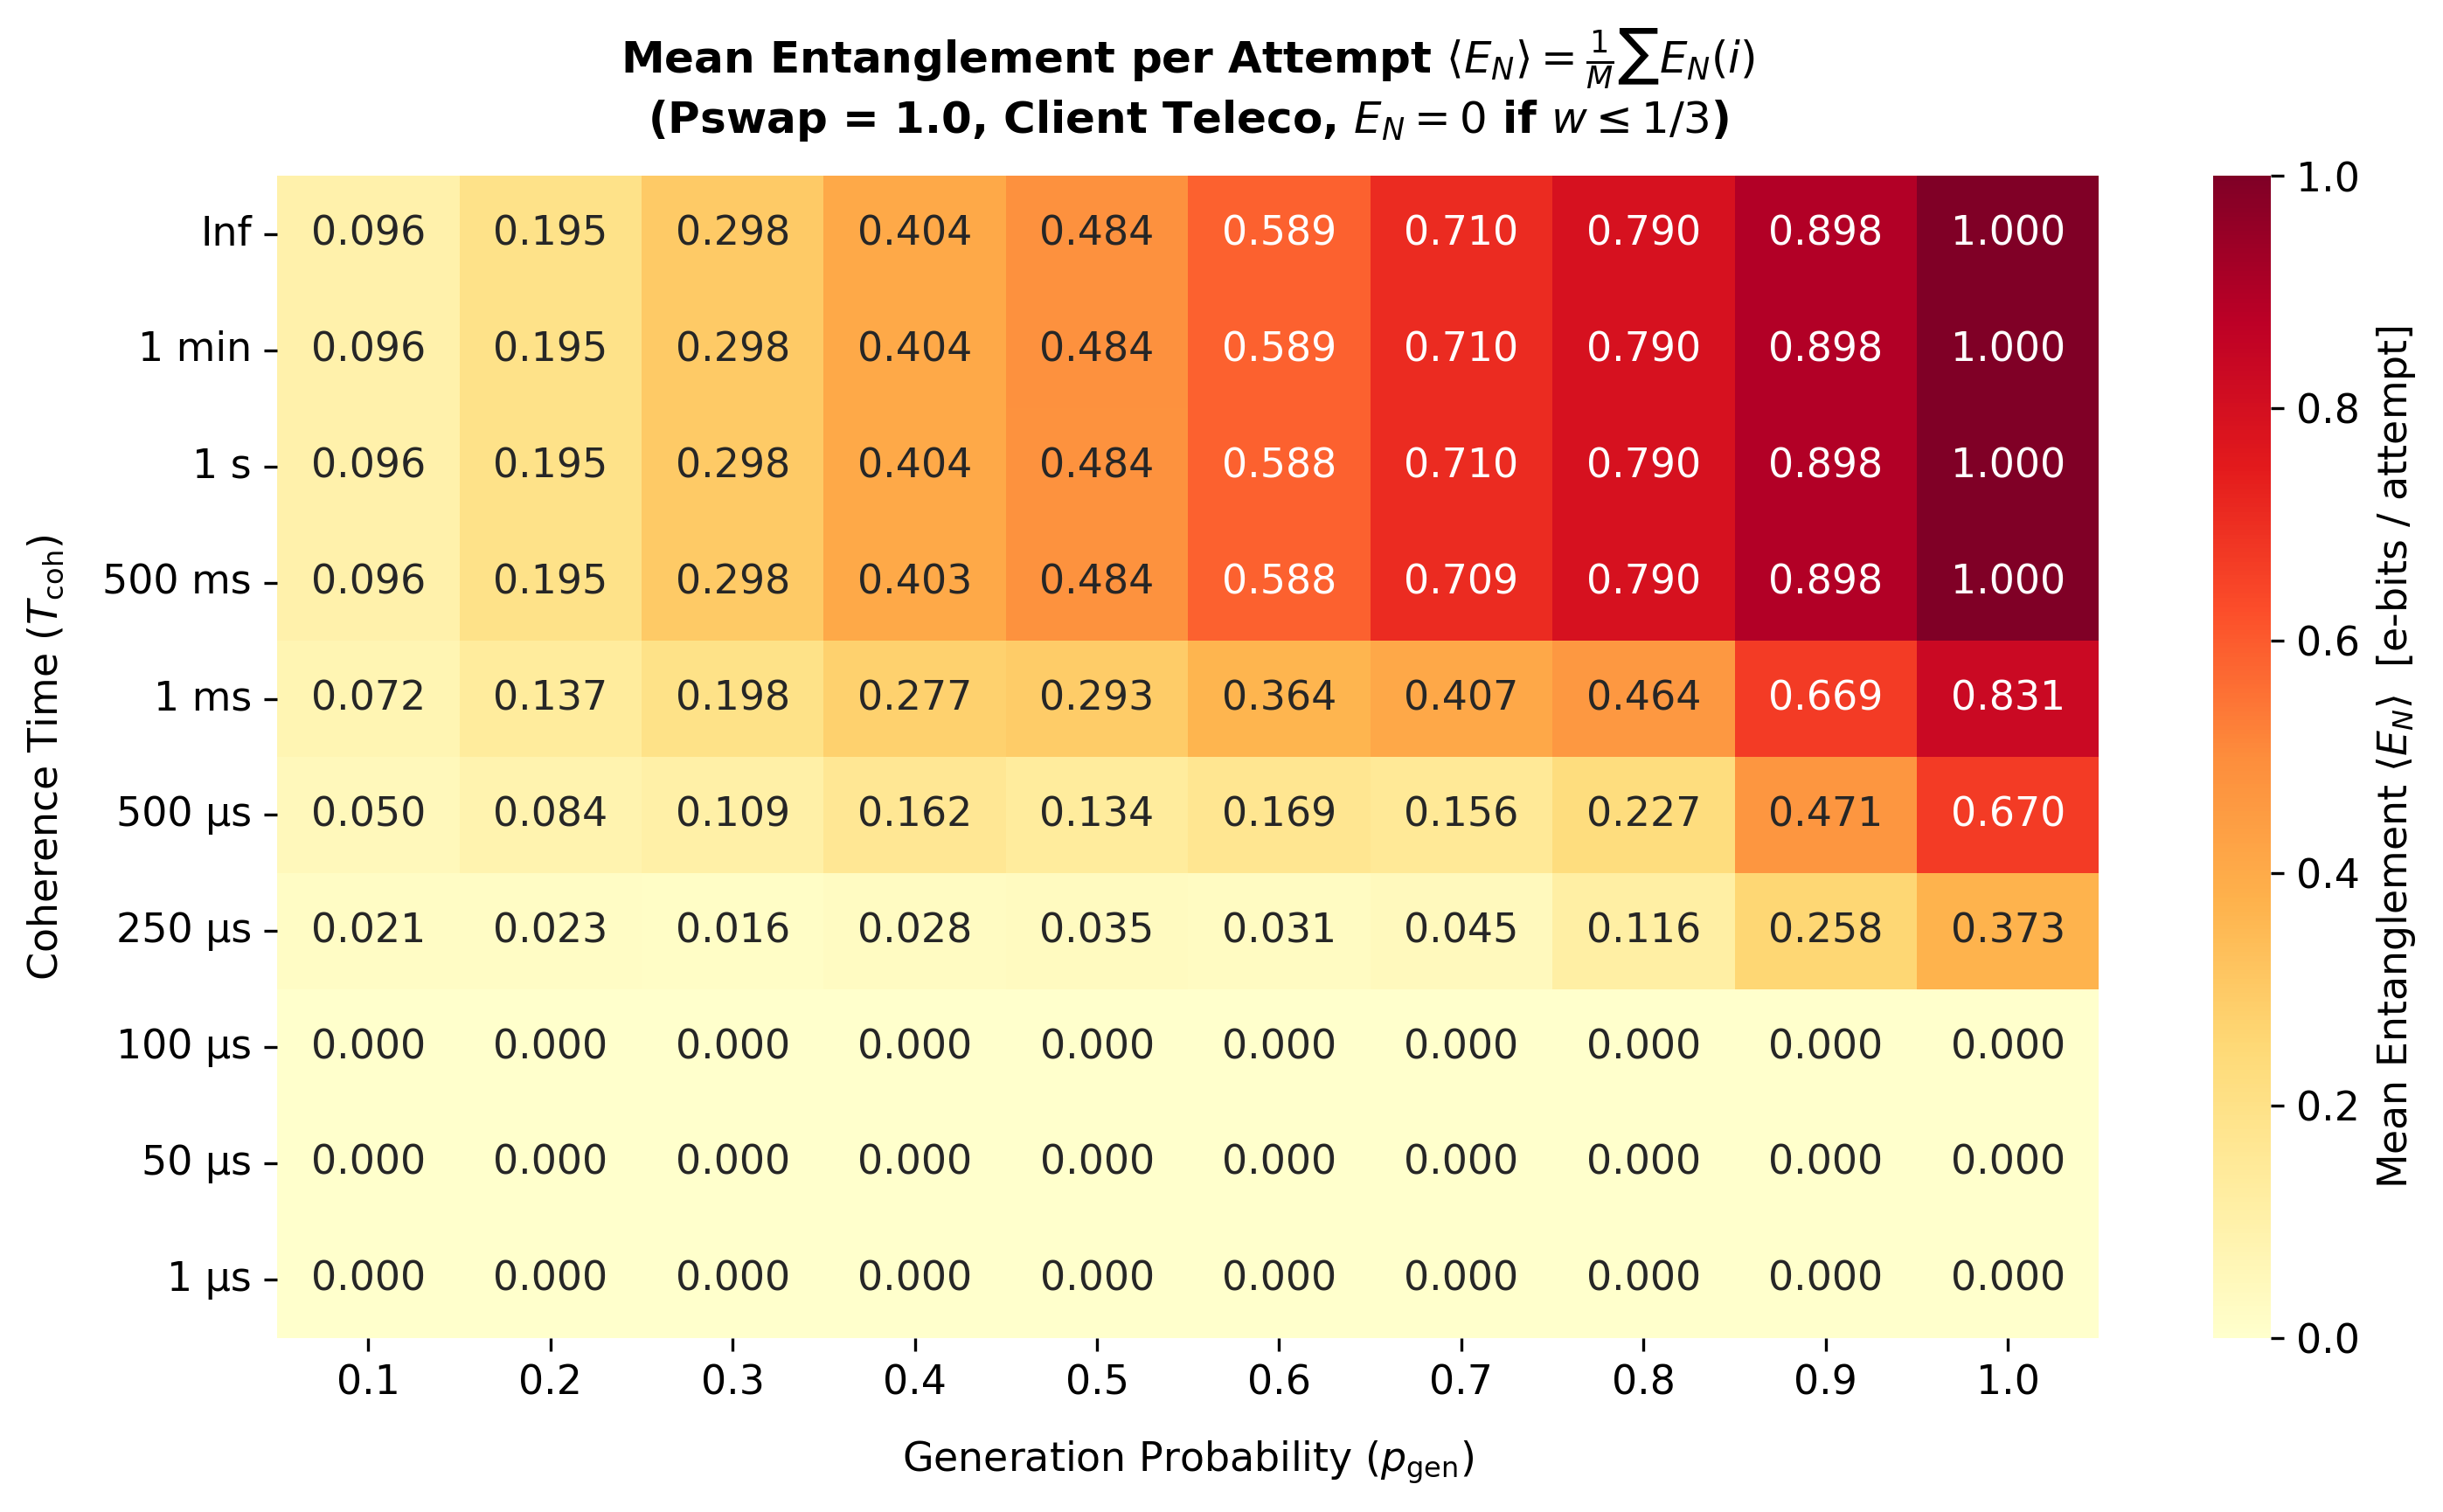 Mean Entanglement per Attempt ⟨E_N⟩ = 1/M ∑ E_N(i)
(Pswap = 1.0, Client Teleco, E_N = 0 if w ≤ 1/3)
Coherence Time (T_coh)
Inf 0.096 0.195 0.298 0.404 0.484 0.589 0.710 0.790 0.898 1.000
1 min 0.096 0.195 0.298 0.404 0.484 0.589 0.710 0.790 0.898 1.000
1 s 0.096 0.195 0.298 0.404 0.484 0.588 0.710 0.790 0.898 1.000
500 ms 0.096 0.195 0.298 0.403 0.484 0.588 0.709 0.790 0.898 1.000
1 ms 0.072 0.137 0.198 0.277 0.293 0.364 0.407 0.464 0.669 0.831
500 µs 0.050 0.084 0.109 0.162 0.134 0.169 0.156 0.227 0.471 0.670
250 µs 0.021 0.023 0.016 0.028 0.035 0.031 0.045 0.116 0.258 0.373
100 µs 0.000 0.000 0.000 0.000 0.000 0.000 0.000 0.000 0.000 0.000
50 µs 0.000 0.000 0.000 0.000 0.000 0.000 0.000 0.000 0.000 0.000
1 µs 0.000 0.000 0.000 0.000 0.000 0.000 0.000 0.000 0.000 0.000
0.1 0.2 0.3 0.4 0.5 0.6 0.7 0.8 0.9 1.0
Generation Probability (p_gen)
1.0
0.8
0.6
0.4
0.2
0.0
Mean Entanglement ⟨E_N⟩ [e-bits / attempt]